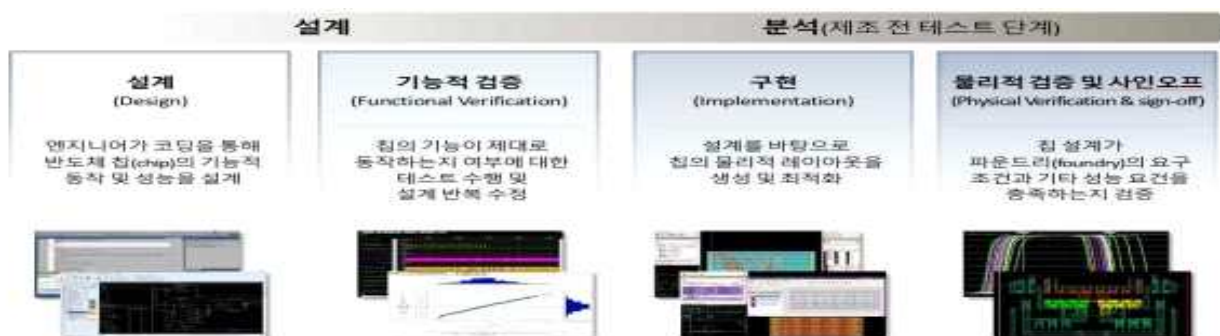 설계
분석(제조 전 테스트 단계)
설계
(Design)
엔지니어가 코딩을 통해
반도체 칩(chip)의 기능적
동작 및 성능을 설계
기능적 검증
(Functional Verification)
칩의 기능이 제대로
동작하는지 여부에 대한
테스트 수행 및
설계 반복 수정
구현
(Implementation)
설계를 바탕으로
칩의 물리적 레이아웃을
생성 및 최적화
물리적 검증 및 사인오프
(Physical Verification & sign-off)
칩 설계가
파운드리(foundry)의 요구
조건과 기타 성능 요건을
충족하는지 검증